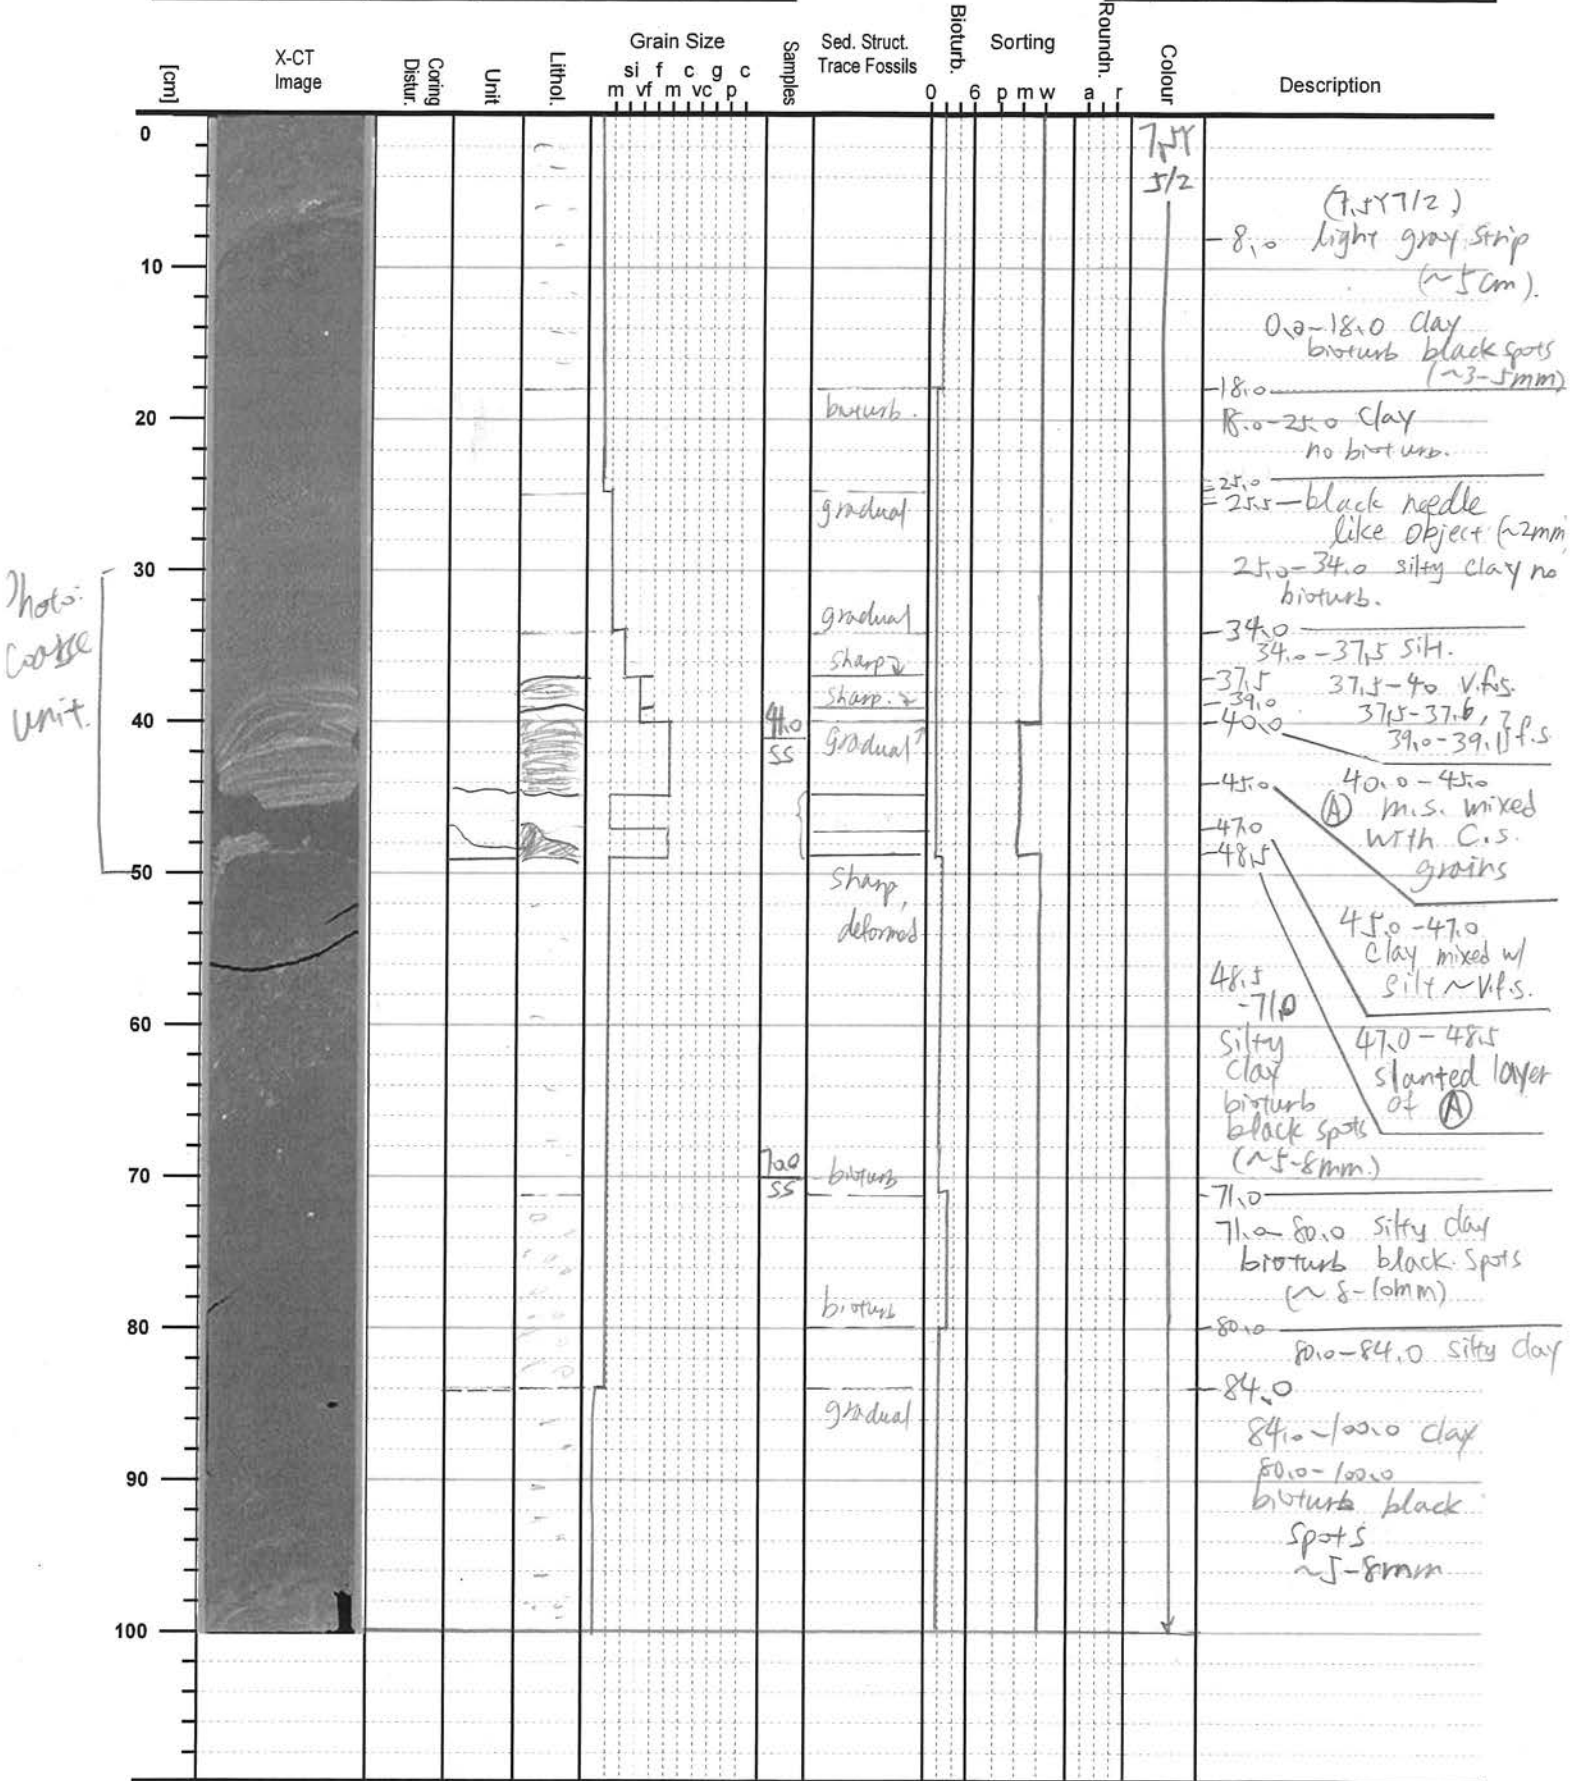 [cm]
X-CT
Image
Coring
Distur.
Unit
Lithol.
Grain Size
si f c g c
m vf m vc p
Samples
Sed. Struct.
Trace Fossils
Bioturb.
0 6
Sorting
p m w
Roundn.
a r
Colour
Description
0
10
20
30
40
50
60
70
80
90
100
Photo:
coarse
unit.
41.0
SS
70.0
SS
bioturb.
gradual
gradual
sharp
sharp.
gradual
sharp,
deformed
bioturb
bioturb
gradual
7.5Y
5/2
(7.5Y7/2)
8.0 light gray strip
(~5cm).
0.0-18.0 Clay
bioturb black spots
(~3-5mm)
18.0
18.0-25.0 Clay
no bioturb.
25.0
25.5 — black needle
like object (~2mm
25.0-34.0 silty clay no
bioturb.
34.0
34.0-37.5 silt.
37.5 37.5-40 v.f.s.
39.0 37.5-37.6, }
40.0 39.0-39.1 } f.s
45.0 40.0-45.0
Ⓐ m.s. mixed
47.0 with C.s.
48.5 grains
45.0-47.0
Clay mixed w/
silt ~ v.f.s.
48.5
-71.0
silty
clay
bioturb
black spots
(~5-8mm.)
47.0-48.5
slanted layer
of Ⓐ
71.0
71.0-80.0 silty clay
bioturb black spots
(~8-10mm)
80.0
80.0-84.0 silty clay
84.0
84.0-100.0 clay
80.0-100.0
bioturb black
spots
~5-8mm